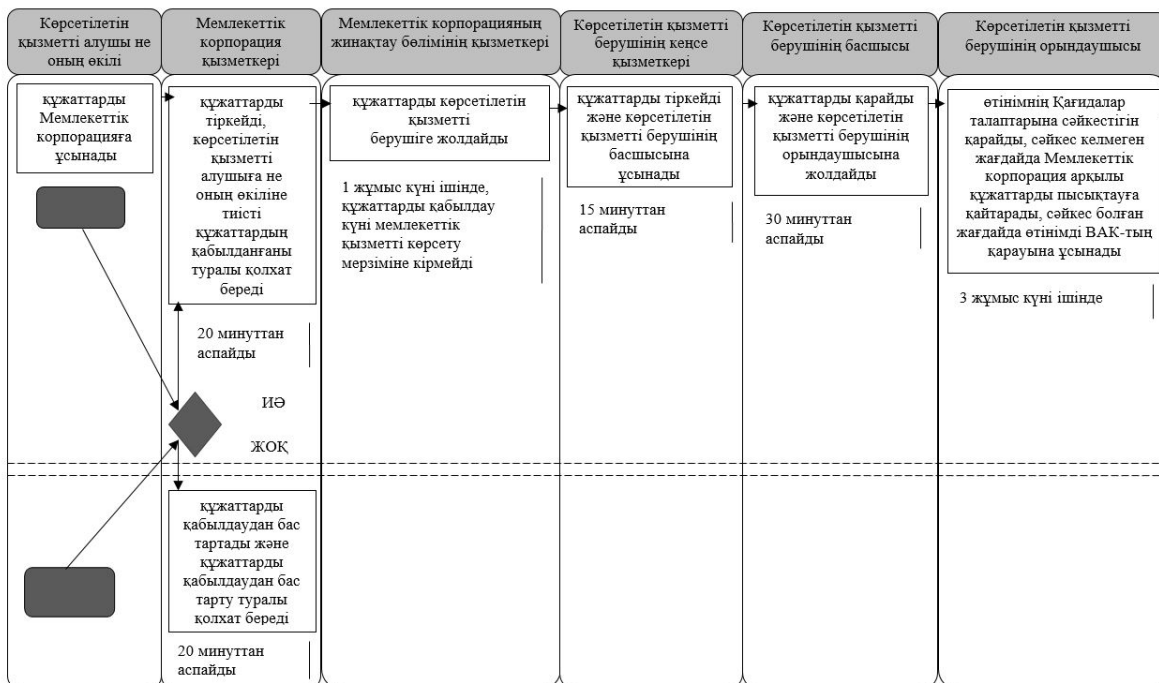 Көрсетілетін
қызметті алушы не
оның өкілі
Мемлекеттік
корпорация
қызметкері
Мемлекеттік корпорацияның
жинақтау бөлімінің қызметкері
Көрсетілетін қызметті
берушінің кеңсе
қызметкері
Көрсетілетін қызметті
берушінің басшысы
Көрсетілетін қызметті
берушінің орындаушысы
құжаттарды
Мемлекеттік
корпорацияға
ұсынады
құжаттарды
тіркейді,
көрсетілетін
қызметті
алушыға не
оның өкіліне
тиісті
құжаттардың
қабылданғаны
туралы қолхат
береді
20 минуттан
аспайды
ИӘ
ЖОҚ
құжаттарды
қабылдаудан бас
тартады және
құжаттарды
қабылдаудан бас
тарту туралы
қолхат береді
20 минуттан
аспайды
құжаттарды көрсетілетін
қызметті
берушіге жолдайды
1 жұмыс күні ішінде,
құжаттарды қабылдау
күні мемлекеттік
қызметті көрсету
мерзіміне кірмейді
құжаттарды тіркейді
және көрсетілетін
қызметті берушінің
басшысына
ұсынады
15 минуттан
аспайды
құжаттарды қарайды
және көрсетілетін
қызметті берушінің
орындаушысына
жолдайды
30 минуттан
аспайды
өтінімнің Қағидалар
талаптарына сәйкестігін
қарайды, сәйкес келмеген
жағдайда Мемлекеттік
корпорация арқылы
құжаттарды пысықтауға
қайтарады, сәйкес болған
жағдайда өтінімді ВАК-тың
қарауына ұсынады
3 жұмыс күні ішінде